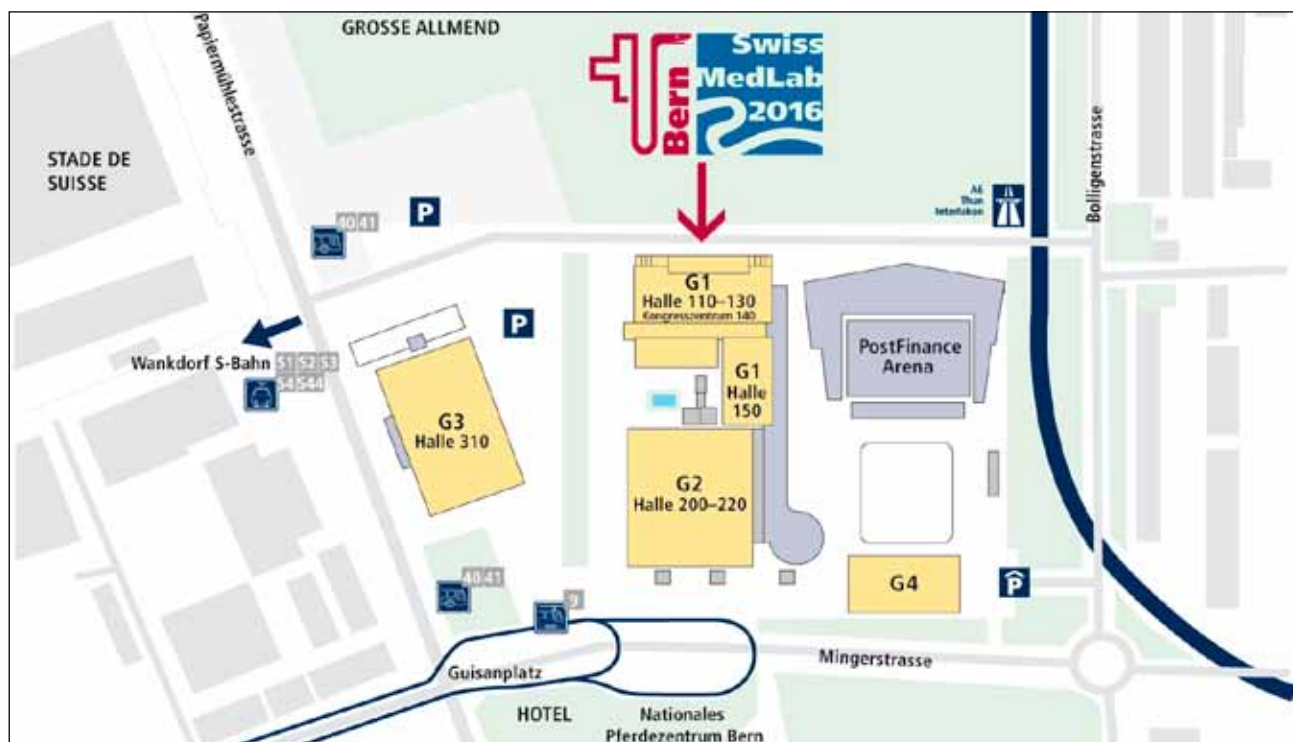 GROSSE ALLMEND
Papiermühlestrasse
Bern
Swiss
MedLab
2016
STADE DE
SUISSE
P
40 41
A6
Thun
Interlaken
Bolligenstrasse
G1
Halle 110–130
Kongresszentrum 140
P
Wankdorf S-Bahn S1 S2 S3
S4 S44
PostFinance
Arena
G1
Halle
150
G3
Halle 310
G2
Halle 200–220
G4
P
40 41
9
Guisanplatz
Mingerstrasse
HOTEL
Nationales
Pferdezentrum Bern